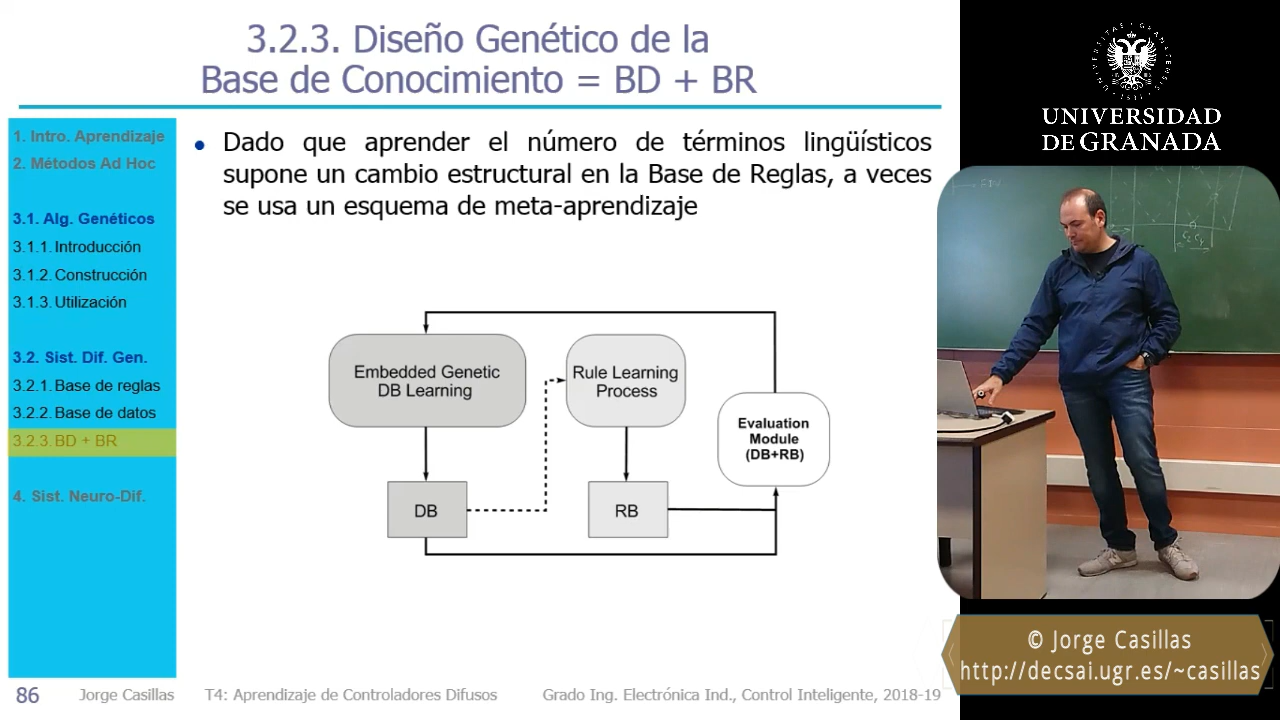 3.2.3. Diseño Genético de la
Base de Conocimiento = BD + BR
1. Intro. Aprendizaje
2. Métodos Ad Hoc
3.1. Alg. Genéticos
3.1.1. Introducción
3.1.2. Construcción
3.1.3. Utilización
3.2. Sist. Dif. Gen.
3.2.1. Base de reglas
3.2.2. Base de datos
3.2.3. BD + BR
4. Sist. Neuro-Dif.
• Dado que aprender el número de términos lingüísticos
supone un cambio estructural en la Base de Reglas, a veces
se usa un esquema de meta-aprendizaje
Embedded Genetic
DB Learning
Rule Learning
Process
Evaluation
Module
(DB+RB)
DB
RB
86 Jorge Casillas T4: Aprendizaje de Controladores Difusos Grado Ing. Electrónica Ind., Control Inteligente, 2018-19
UNIVERSIDAD
DE GRANADA
© Jorge Casillas
http://decsai.ugr.es/~casillas